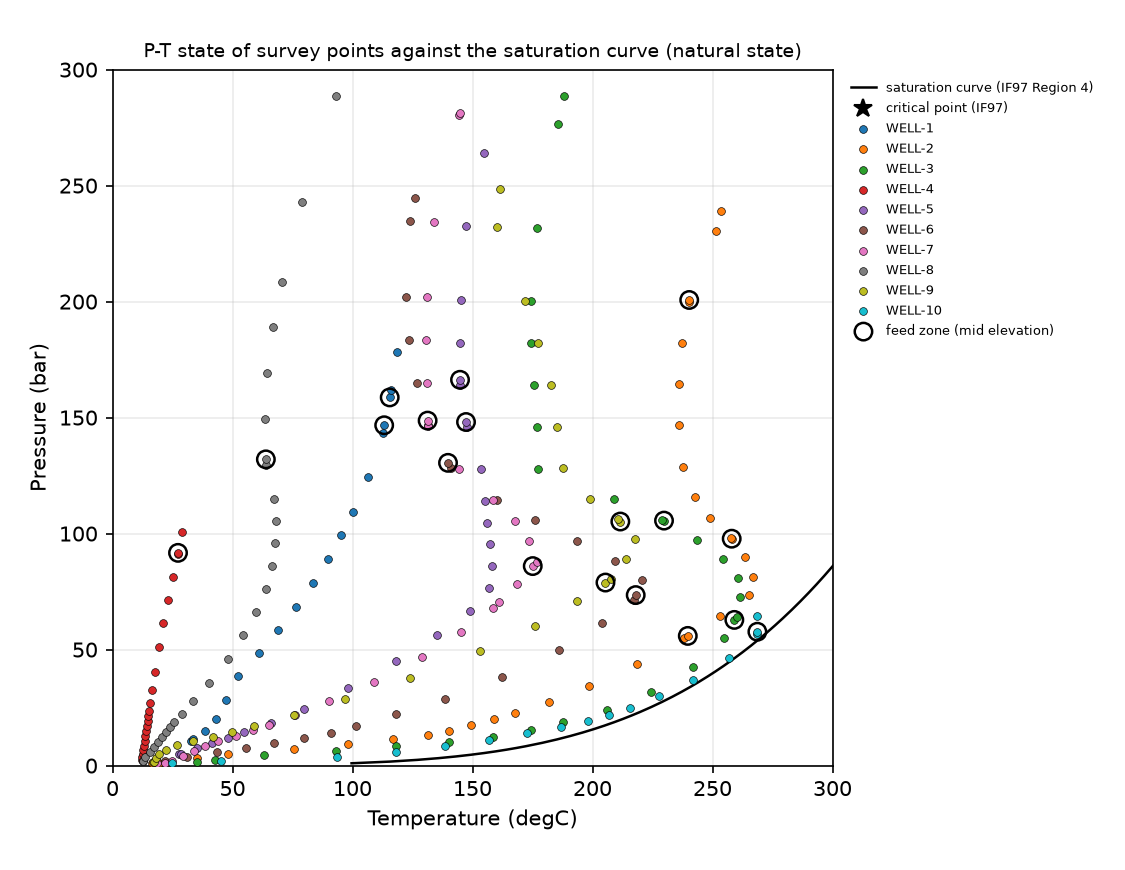 P-T state of survey points against the saturation curve (natural state)
300
250
200
150
100
50
0
Pressure (bar)
0 50 100 150 200 250 300
Temperature (degC)
saturation curve (IF97 Region 4)
critical point (IF97)
WELL-1
WELL-2
WELL-3
WELL-4
WELL-5
WELL-6
WELL-7
WELL-8
WELL-9
WELL-10
feed zone (mid elevation)